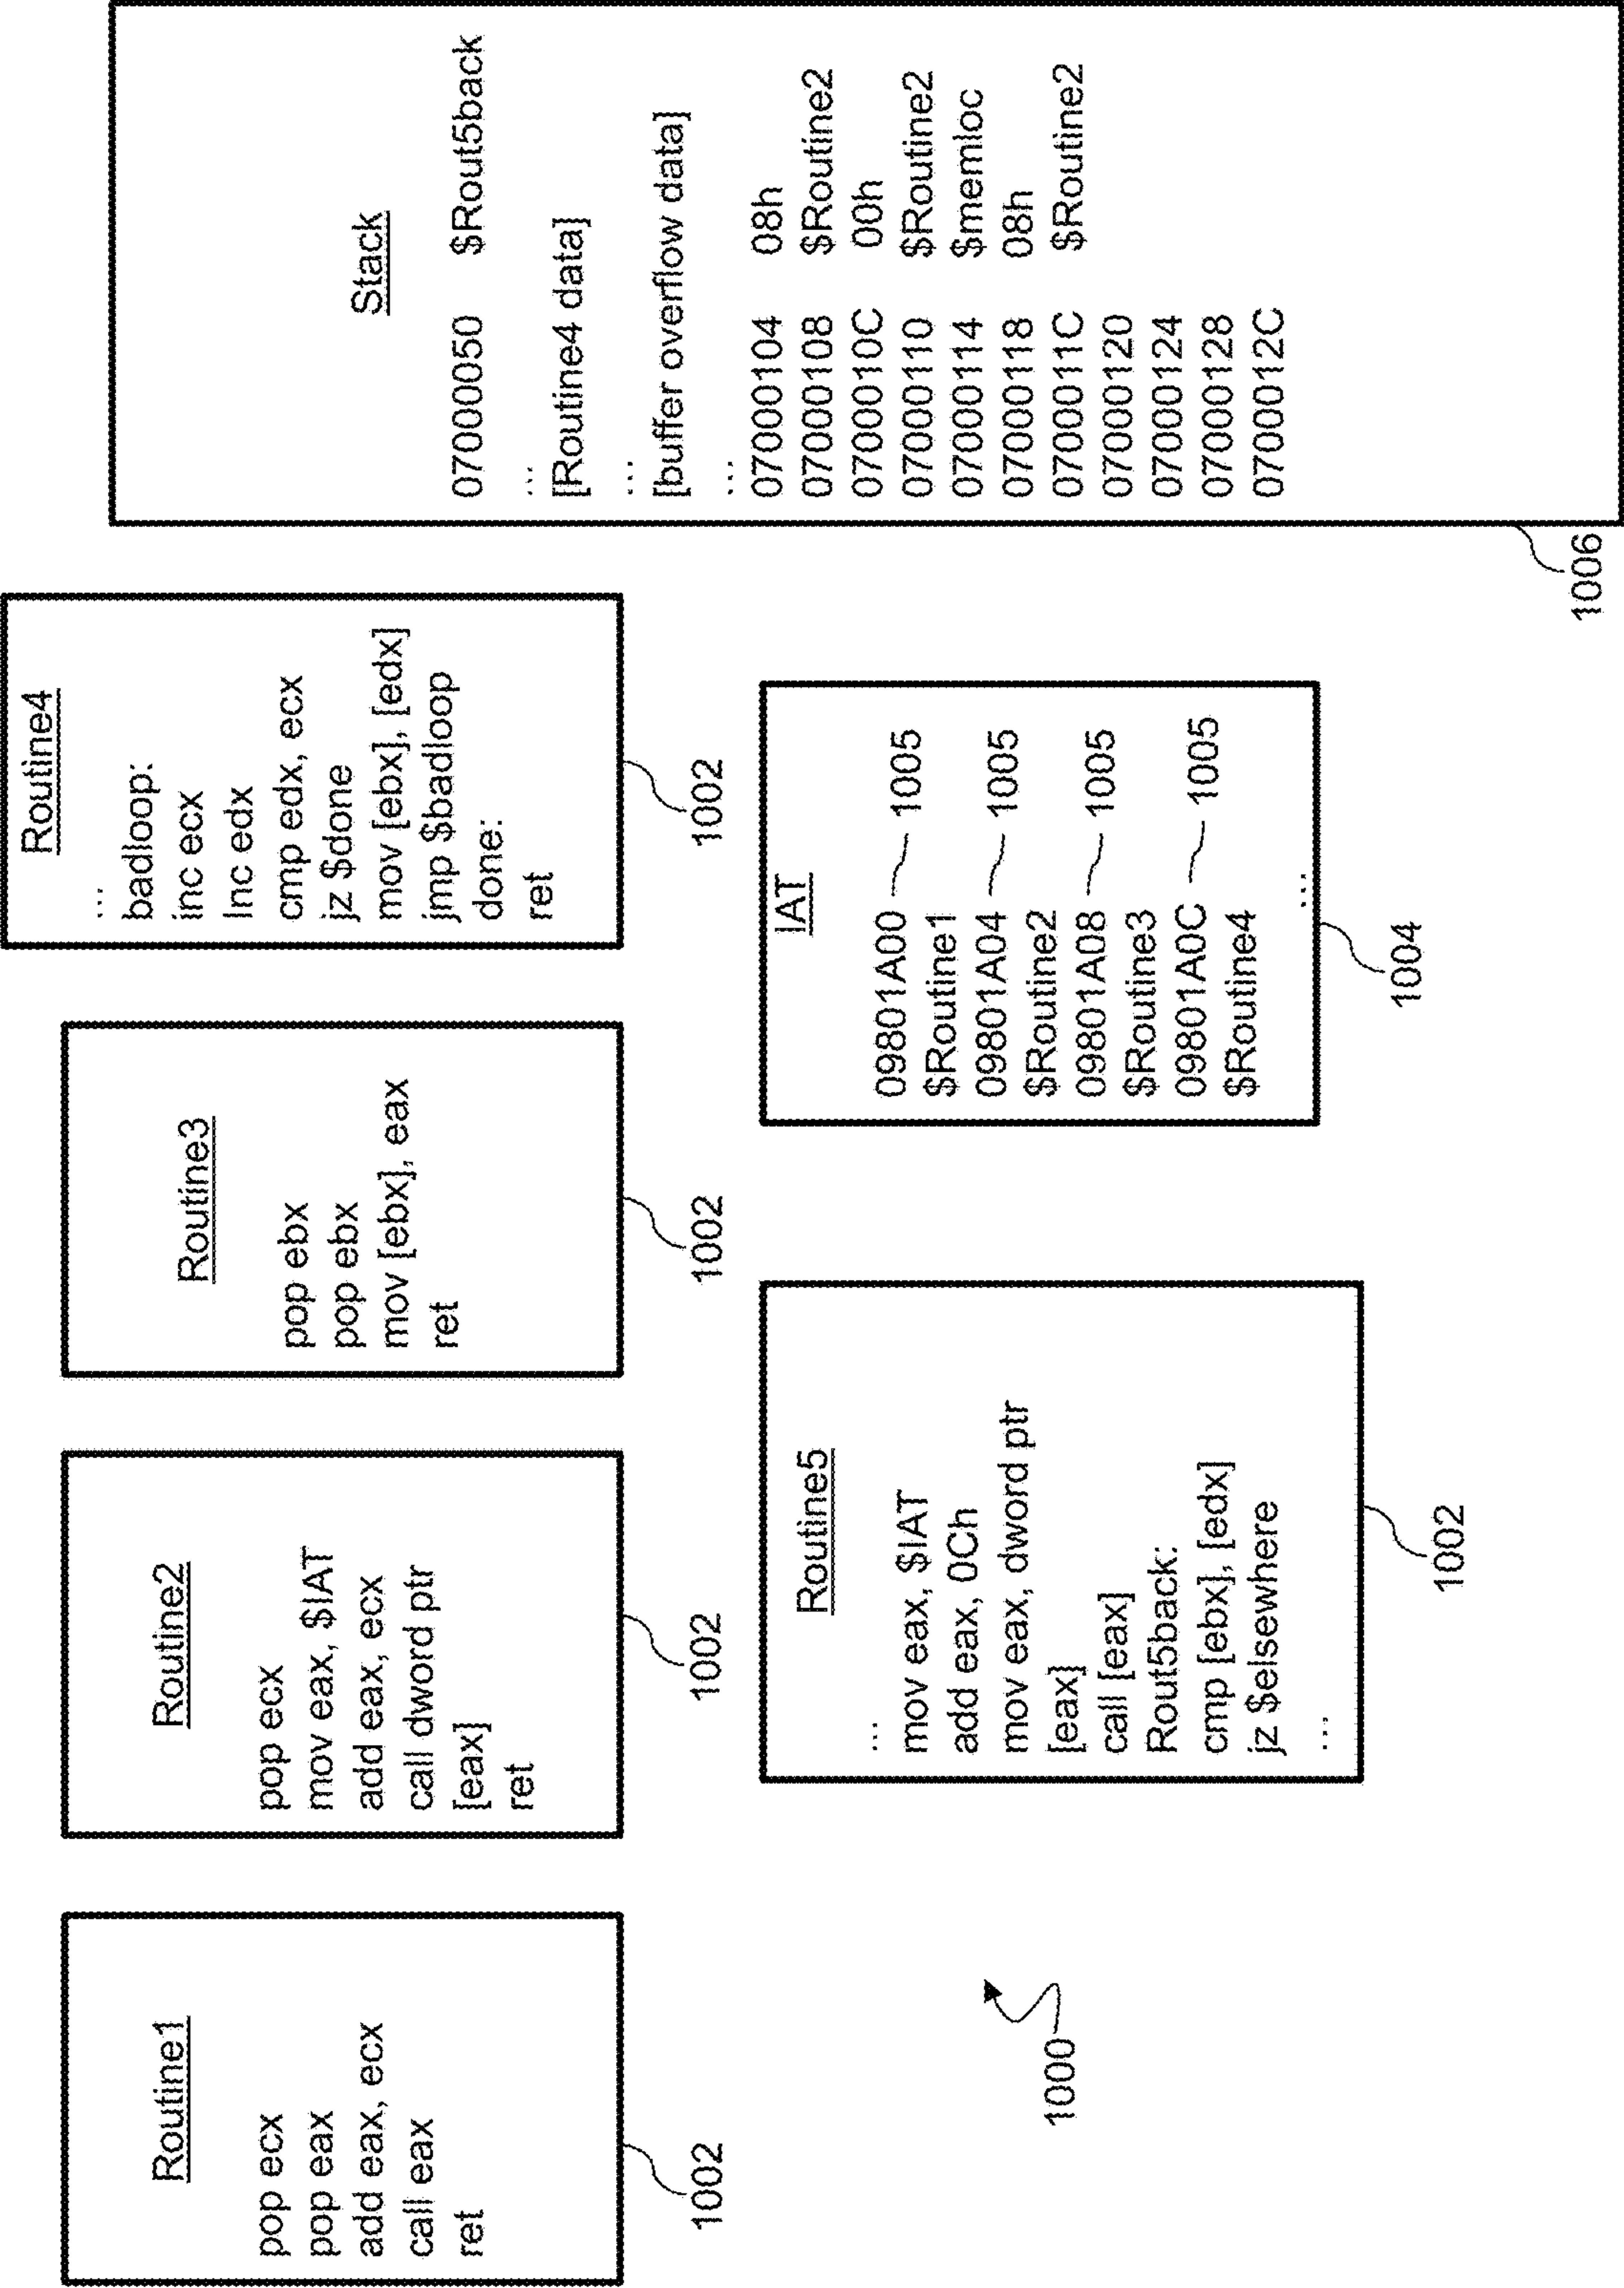 Routine1
pop ecx
pop eax
add eax, ecx
call eax
ret
1002
Routine2
pop ecx
mov eax, $IAT
add eax, ecx
call dword ptr
[eax]
ret
1002
Routine3
pop ebx
pop ebx
mov [ebx], eax
ret
1002
Routine4
...
badloop:
inc ecx
Inc edx
cmp edx, ecx
jz $done
mov [ebx], [edx]
jmp $badloop
done:
ret
1002
1000
Routine5
...
mov eax, $IAT
add eax, 0Ch
mov eax, dword ptr
[eax]
call [eax]
Rout5back:
cmp [ebx], [edx]
jz $elsewhere
...
1002
IAT
09801A00 1005
$Routine1
09801A04 1005
$Routine2
09801A08 1005
$Routine3
09801A0C 1005
$Routine4
...
1004
Stack
07000050 $Rout5back
...
[Routine4 data]
...
[buffer overflow data]
...
07000104 08h
07000108 $Routine2
0700010C 00h
07000110 $Routine2
07000114 $memloc
07000118 08h
0700011C $Routine2
07000120
07000124
07000128
0700012C
1006